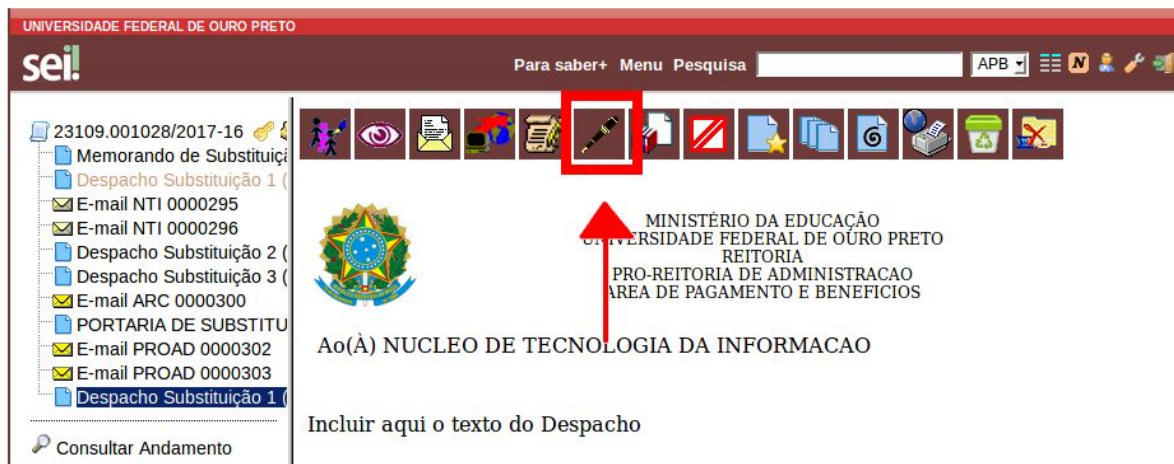 UNIVERSIDADE FEDERAL DE OURO PRETO
sei!
Para saber+ Menu Pesquisa
APB
N
23109.001028/2017-16
Memorando de Substituiç
Despacho Substituição 1 (
E-mail NTI 0000295
E-mail NTI 0000296
Despacho Substituição 2 (
Despacho Substituição 3 (
E-mail ARC 0000300
PORTARIA DE SUBSTITU
E-mail PROAD 0000302
E-mail PROAD 0000303
Despacho Substituição 1 (
Consultar Andamento
MINISTÉRIO DA EDUCAÇÃO
UNIVERSIDADE FEDERAL DE OURO PRETO
REITORIA
PRO-REITORIA DE ADMINISTRACAO
AREA DE PAGAMENTO E BENEFICIOS
Ao(À) NUCLEO DE TECNOLOGIA DA INFORMACAO
Incluir aqui o texto do Despacho